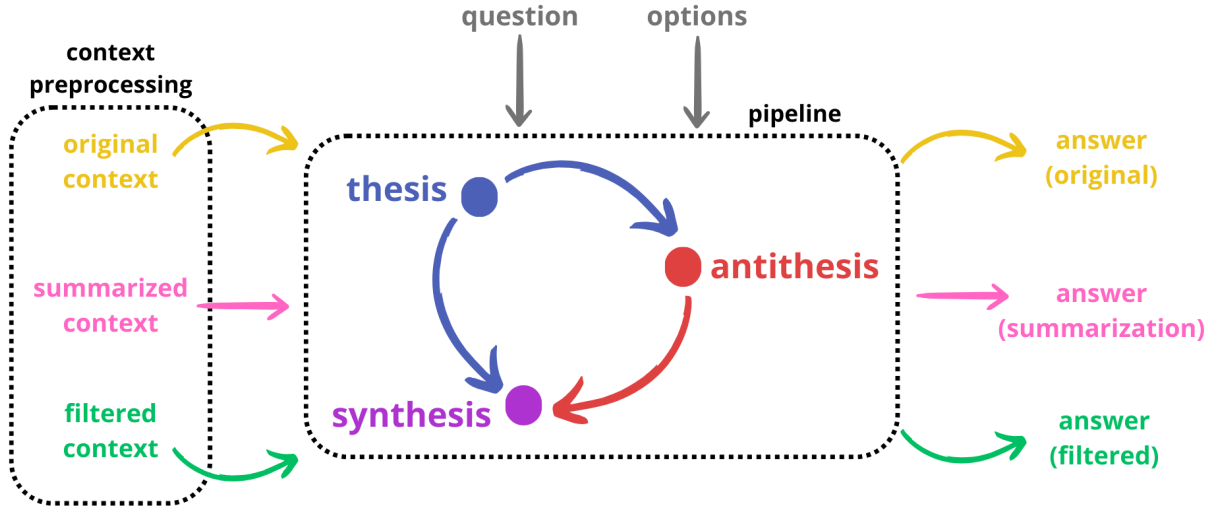 question
options
context
preprocessing
pipeline
original
context
thesis
answer
(original)
antithesis
summarized
context
answer
(summarization)
filtered
context
synthesis
answer
(filtered)